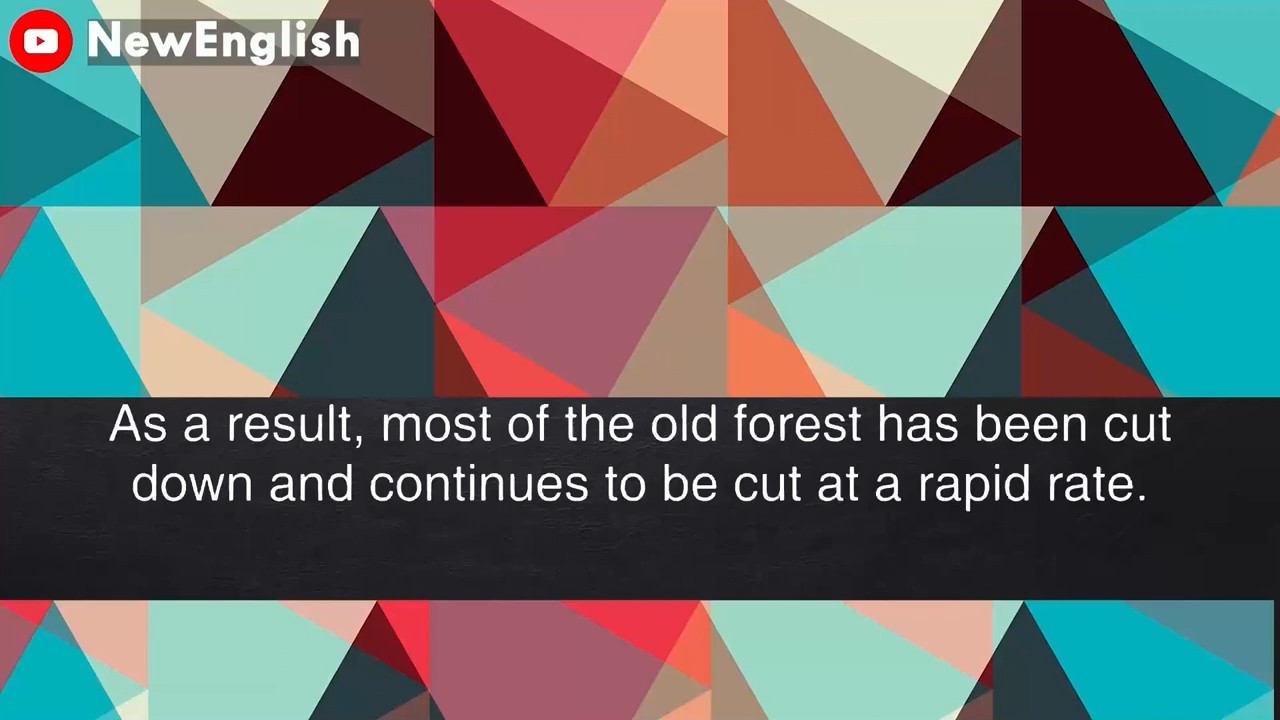 NewEnglish
As a result, most of the old forest has been cut
down and continues to be cut at a rapid rate.